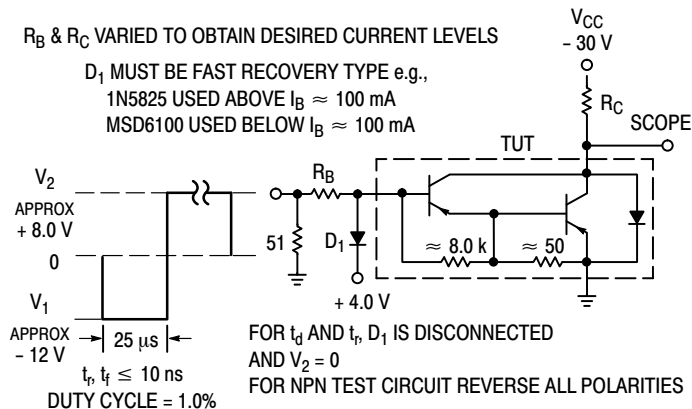 R_B & R_C VARIED TO OBTAIN DESIRED CURRENT LEVELS
D_1 MUST BE FAST RECOVERY TYPE e.g.,
1N5825 USED ABOVE I_B ≈ 100 mA
MSD6100 USED BELOW I_B ≈ 100 mA
V_CC
– 30 V
R_C
SCOPE
TUT
V_2
APPROX
+ 8.0 V
0
V_1
APPROX
– 12 V
25 μs
t_r, t_f ≤ 10 ns
DUTY CYCLE = 1.0%
R_B
51
D_1
+ 4.0 V
≈ 8.0 k
≈ 50
FOR t_d AND t_r, D_1 IS DISCONNECTED
AND V_2 = 0
FOR NPN TEST CIRCUIT REVERSE ALL POLARITIES